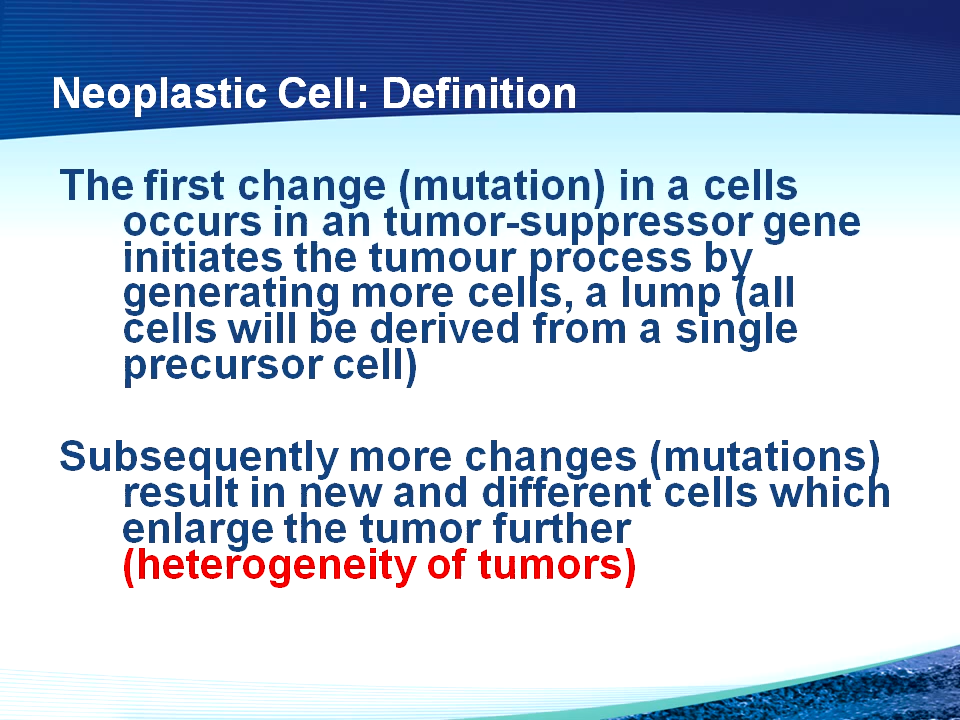 Neoplastic Cell: Definition
The first change (mutation) in a cells
occurs in an tumor-suppressor gene
initiates the tumour process by
generating more cells, a lump (all
cells will be derived from a single
precursor cell)
Subsequently more changes (mutations)
result in new and different cells which
enlarge the tumor further
(heterogeneity of tumors)